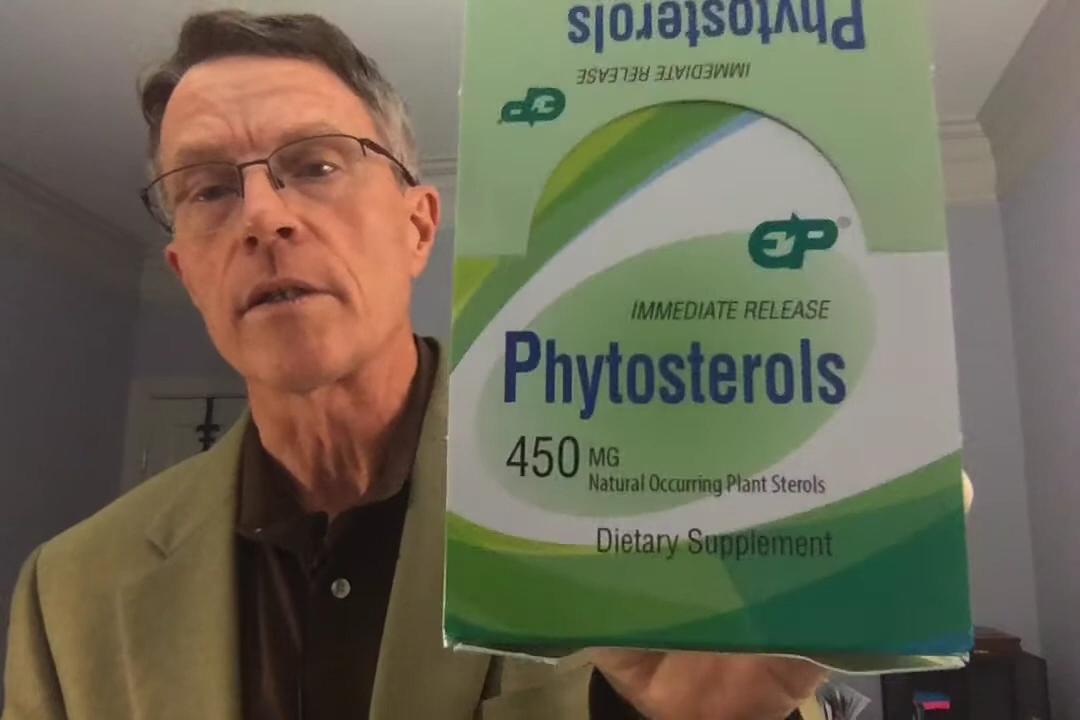 Phytosterols
IMMEDIATE RELEASE
EP
EP®
IMMEDIATE RELEASE
Phytosterols
450 MG
Natural Occurring Plant Sterols
Dietary Supplement